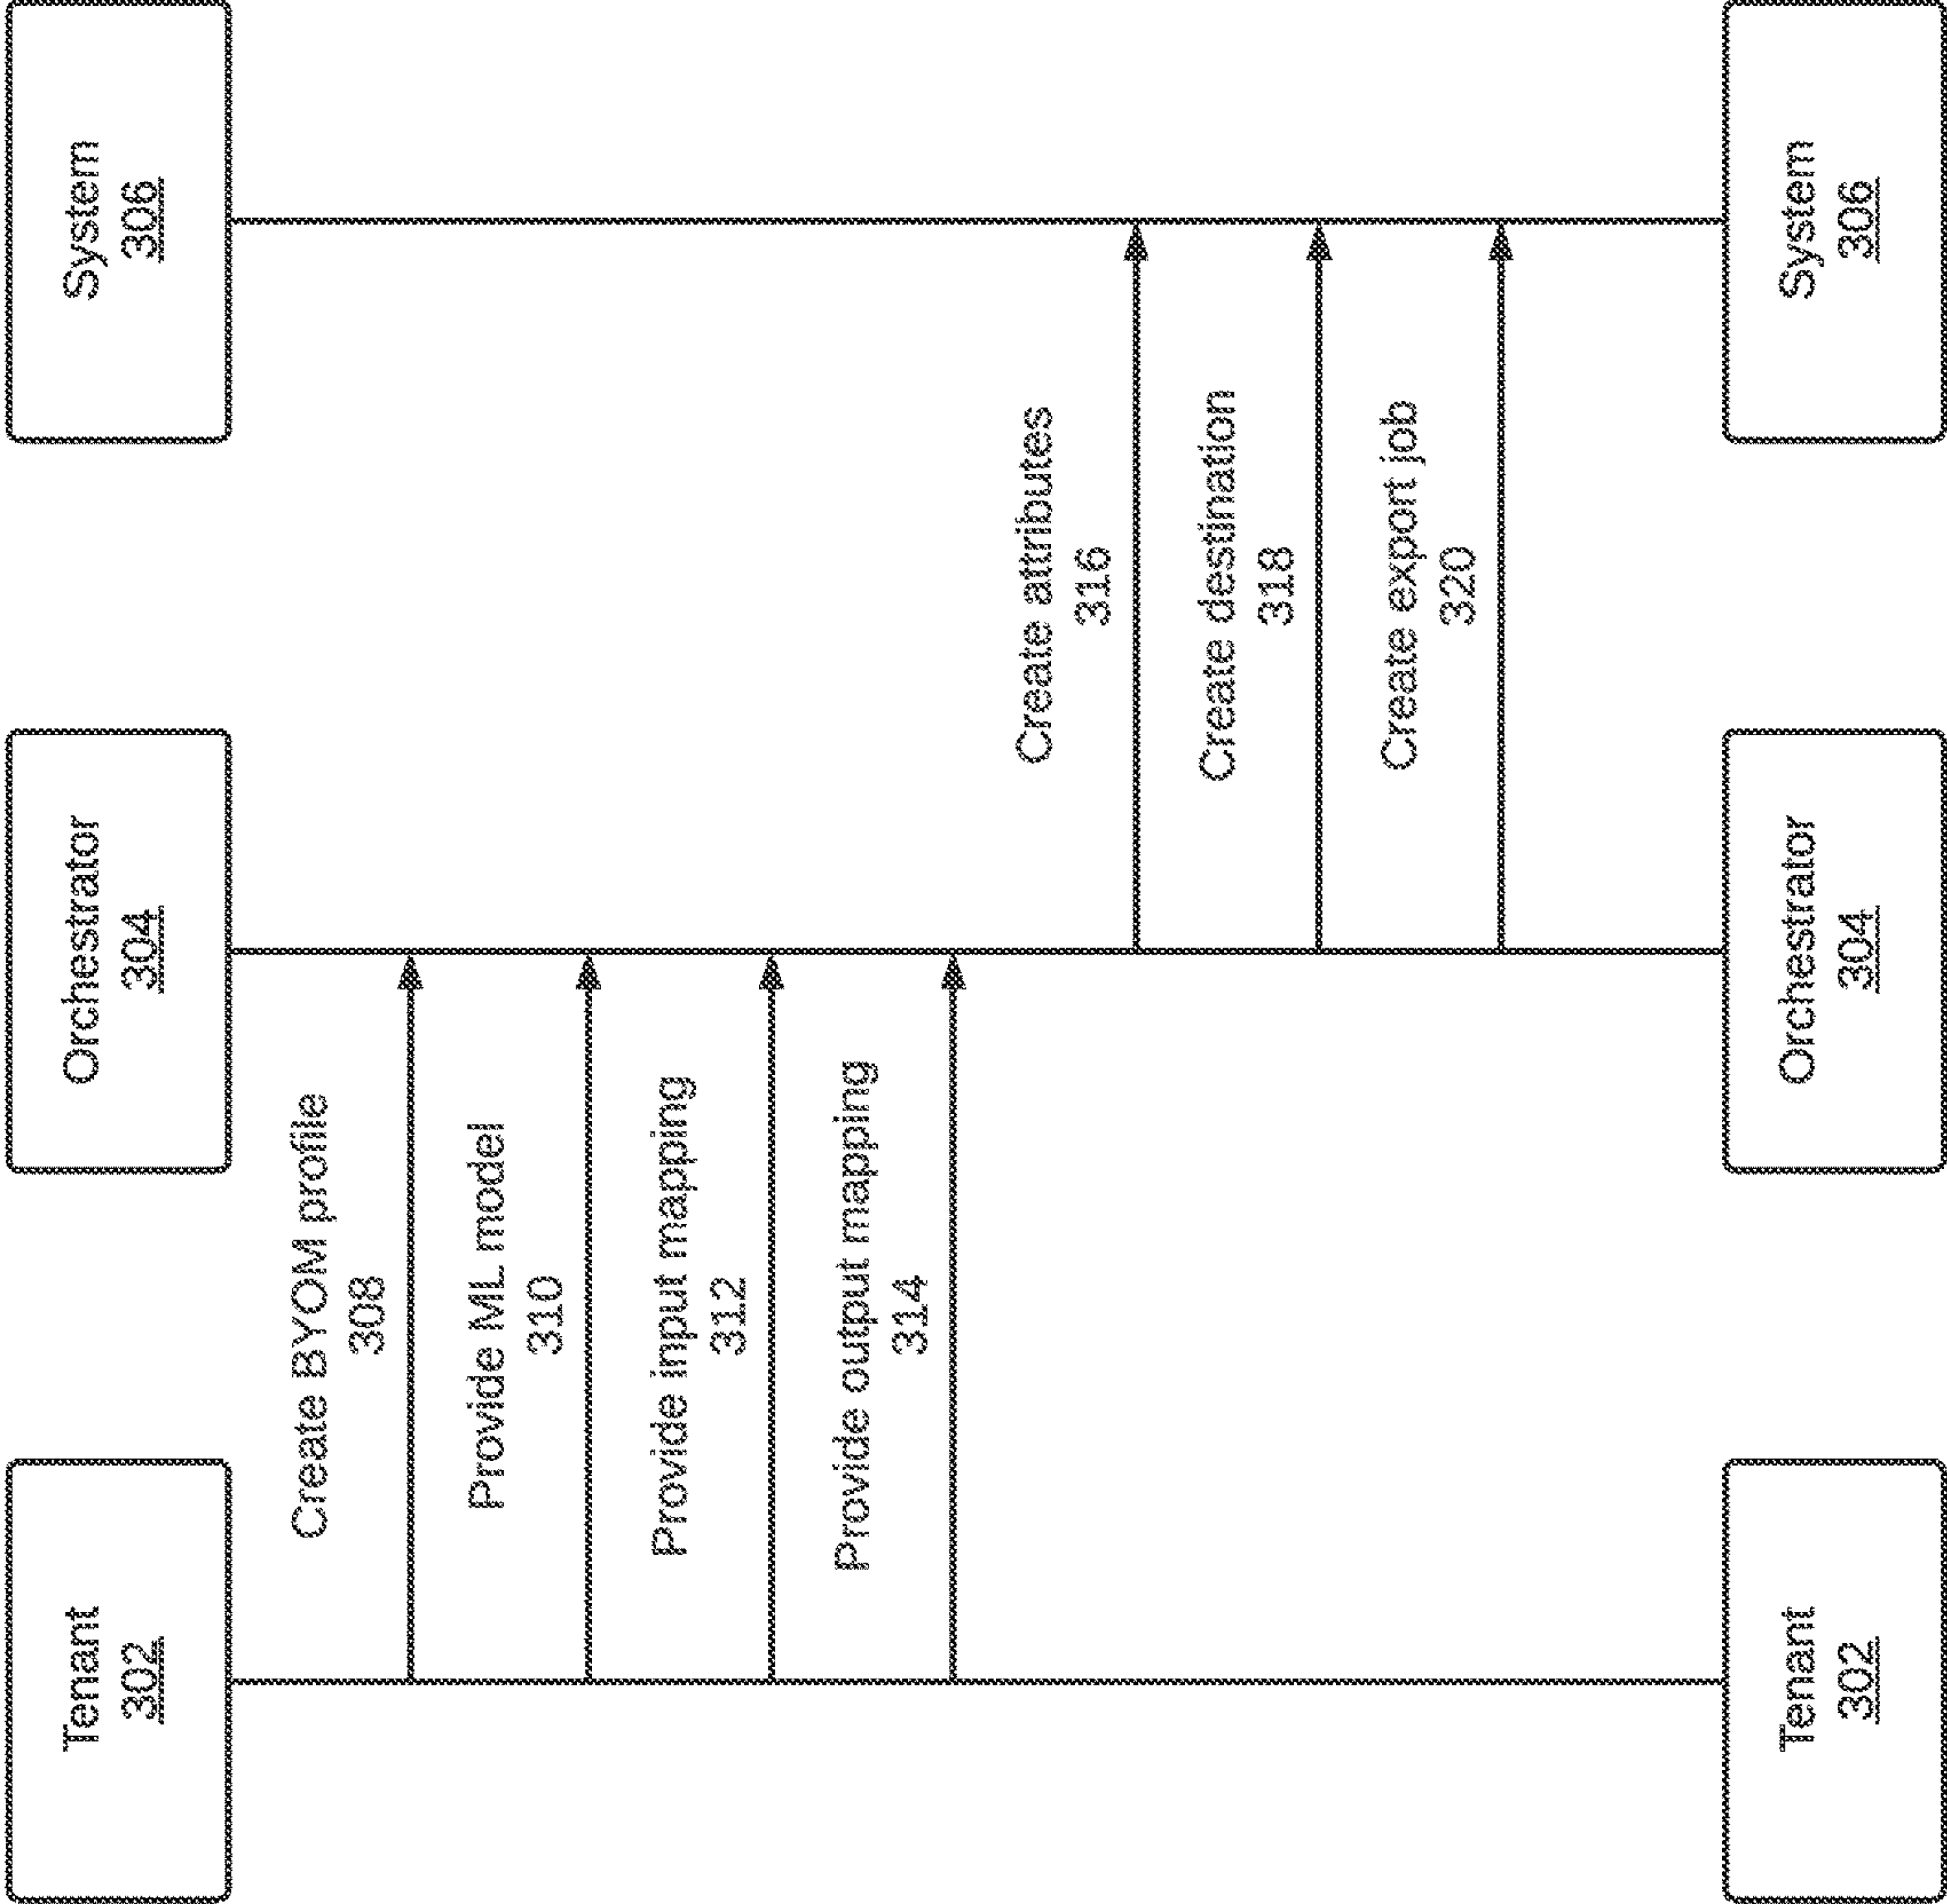 Tenant
302
Orchestrator
304
System
306
Create BYOM profile
308
Provide ML model
310
Provide input mapping
312
Provide output mapping
314
Create attributes
316
Create destination
318
Create export job
320
Tenant
302
Orchestrator
304
System
306